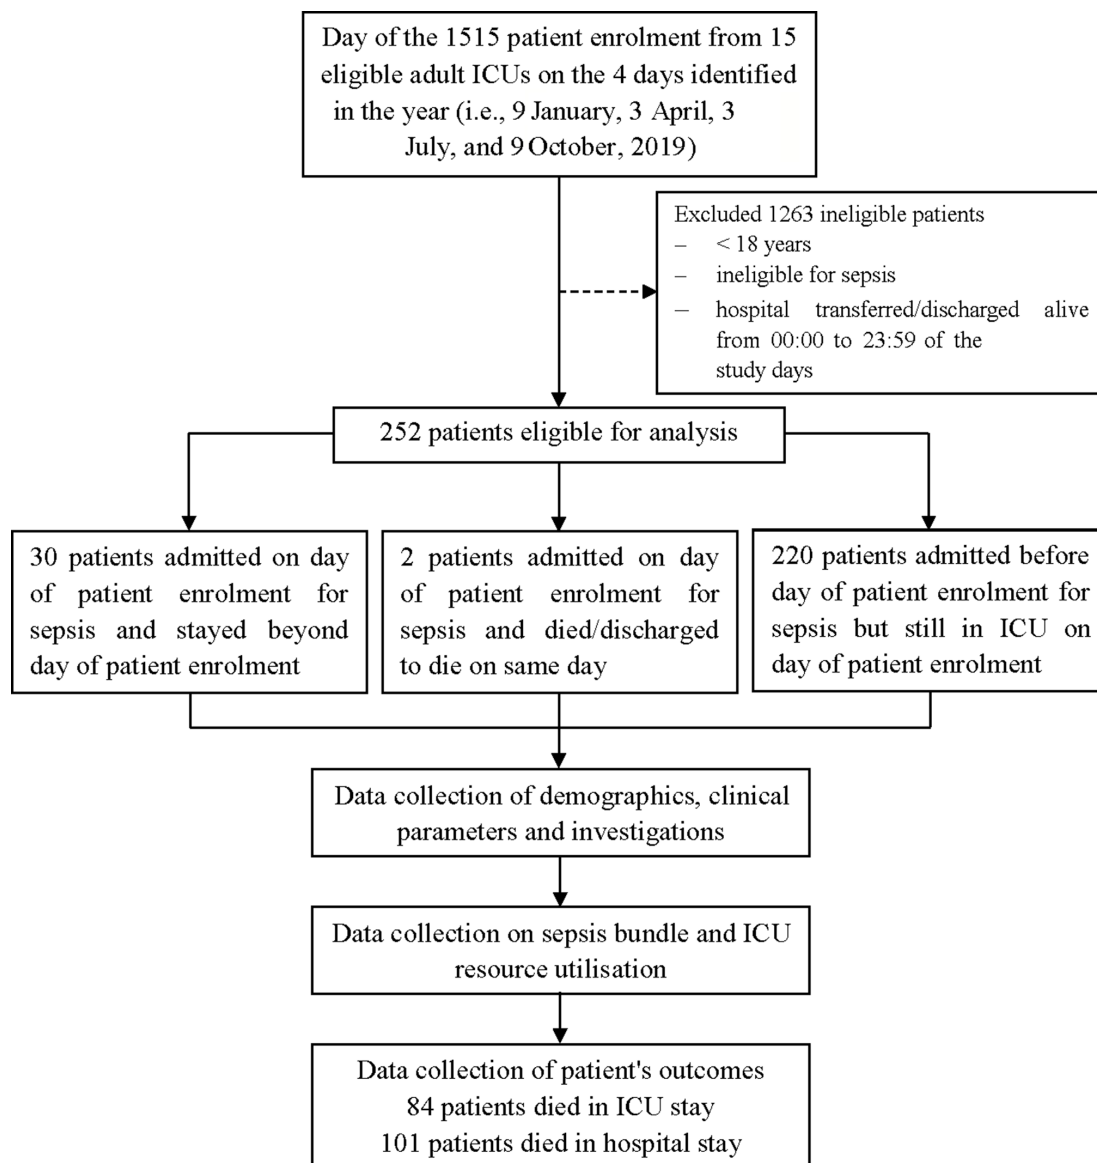 Day of the 1515 patient enrolment from 15
eligible adult ICUs on the 4 days identified
in the year (i.e., 9 January, 3 April, 3
July, and 9 October, 2019)
Excluded 1263 ineligible patients
– < 18 years
– ineligible for sepsis
– hospital transferred/discharged alive
from 00:00 to 23:59 of the
study days
252 patients eligible for analysis
30 patients admitted on day
of patient enrolment for
sepsis and stayed beyond
day of patient enrolment
2 patients admitted on day
of patient enrolment for
sepsis and died/discharged
to die on same day
220 patients admitted before
day of patient enrolment for
sepsis but still in ICU on
day of patient enrolment
Data collection of demographics, clinical
parameters and investigations
Data collection on sepsis bundle and ICU
resource utilisation
Data collection of patient's outcomes
84 patients died in ICU stay
101 patients died in hospital stay